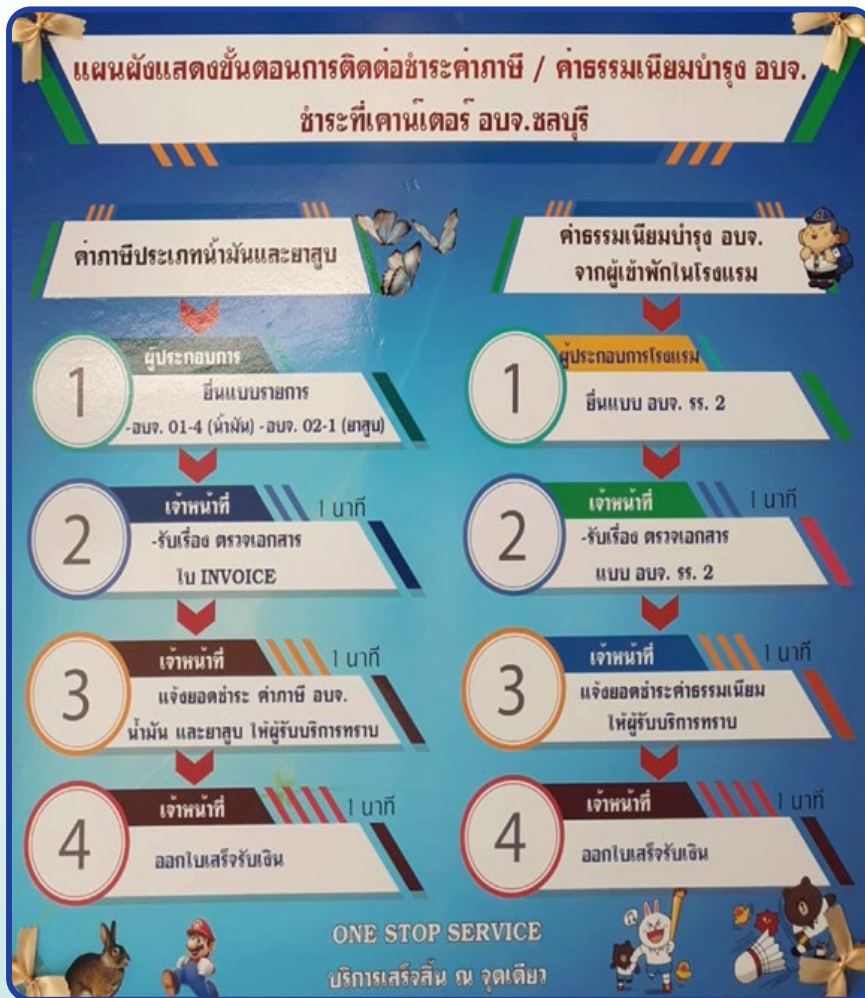 แผนผังแสดงขั้นตอนการติดต่อชำระค่าภาษี / ค่าธรรมเนียมบำรุง อบจ.
ชำระที่เคาน์เตอร์ อบจ.ชลบุรี
ค่าภาษีประเภทน้ำมันและยาสูบ
ผู้ประกอบการ
1
ยื่นแบบรายการ
-อบจ. 01-4 (น้ำมัน) -อบจ. 02-1 (ยาสูบ)
เจ้าหน้าที่
1 นาที
2
-รับเรื่อง ตรวจเอกสาร
ใบ INVOICE
เจ้าหน้าที่
1 นาที
3
แจ้งยอดชำระ ค่าภาษี อบจ.
น้ำมัน และยาสูบ ให้ผู้รับบริการทราบ
เจ้าหน้าที่
1 นาที
4
ออกใบเสร็จรับเงิน
ค่าธรรมเนียมบำรุง อบจ.
จากผู้เข้าพักในโรงแรม
ผู้ประกอบการโรงแรม
1
ยื่นแบบ อบจ. รร. 2
เจ้าหน้าที่
1 นาที
2
-รับเรื่อง ตรวจเอกสาร
แบบ อบจ. รร. 2
เจ้าหน้าที่
1 นาที
3
แจ้งยอดชำระค่าธรรมเนียม
ให้ผู้รับบริการทราบ
เจ้าหน้าที่
1 นาที
4
ออกใบเสร็จรับเงิน
ONE STOP SERVICE
บริการเสร็จสิ้น ณ จุดเดียว